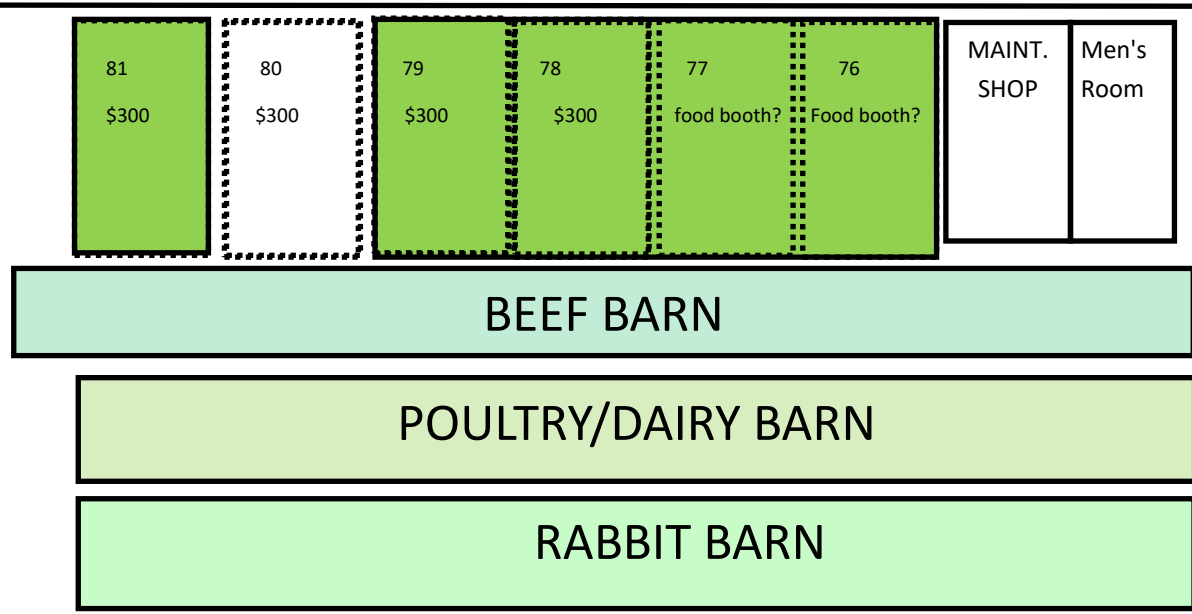 81
$300
80
$300
79
$300
78
$300
77
food booth?
76
Food booth?
MAINT.
SHOP
Men's
Room
BEEF BARN
POULTRY/DAIRY BARN
RABBIT BARN